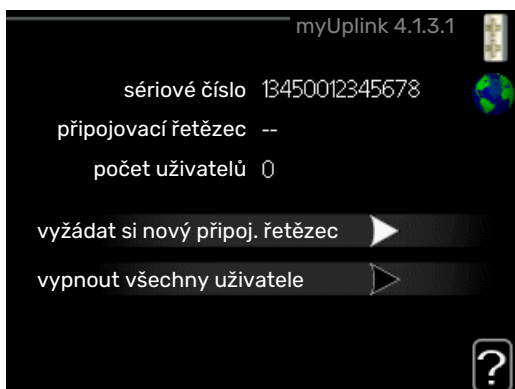 myUplink 4.1.3.1
sériové číslo 13450012345678
připojovací řetězec --
počet uživatelů 0
vyžádat si nový připoj. řetězec
vypnout všechny uživatele
?